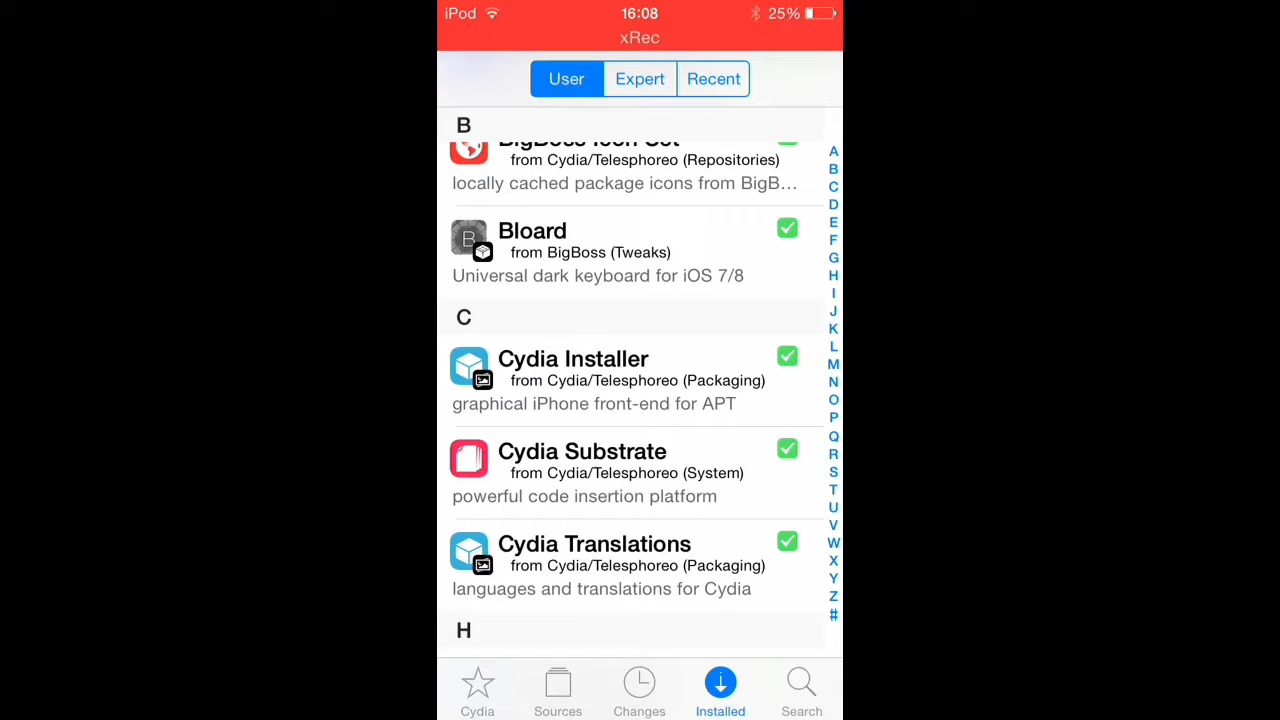 iPod 16:08 25%
xRec
User Expert Recent
B
BigBoss Icon Set
from Cydia/Telesphoreo (Repositories)
locally cached package icons from BigB...
B
Bloard
from BigBoss (Tweaks)
Universal dark keyboard for iOS 7/8
C
Cydia Installer
from Cydia/Telesphoreo (Packaging)
graphical iPhone front-end for APT
Cydia Substrate
from Cydia/Telesphoreo (System)
powerful code insertion platform
Cydia Translations
from Cydia/Telesphoreo (Packaging)
languages and translations for Cydia
H
A
B
C
D
E
F
G
H
I
J
K
L
M
N
O
P
Q
R
S
T
U
V
W
X
Y
Z
#
Cydia Sources Changes Installed Search